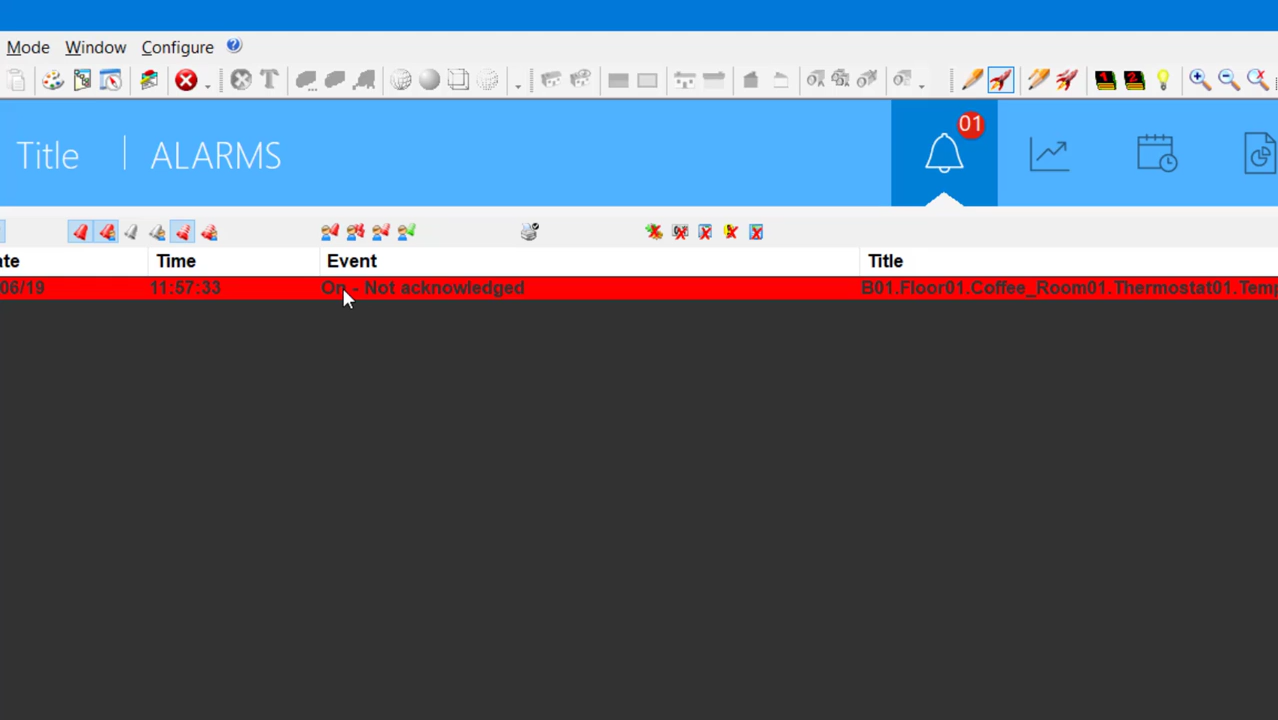 Mode Window Configure ?
Title | ALARMS 01
ate Time Event Title
06/19 11:57:33 On - Not acknowledged B01.Floor01.Coffee_Room01.Thermostat01.Temp